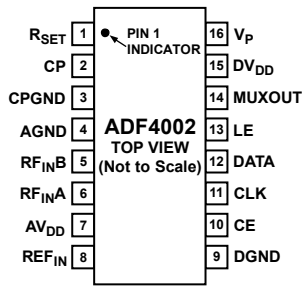 RSET 1 PIN 1 16 VP
INDICATOR
CP 2 15 DVDD
CPGND 3 14 MUXOUT
AGND 4 ADF4002 13 LE
TOP VIEW
RFINB 5 (Not to Scale) 12 DATA
RFINA 6 11 CLK
AVDD 7 10 CE
REFIN 8 9 DGND